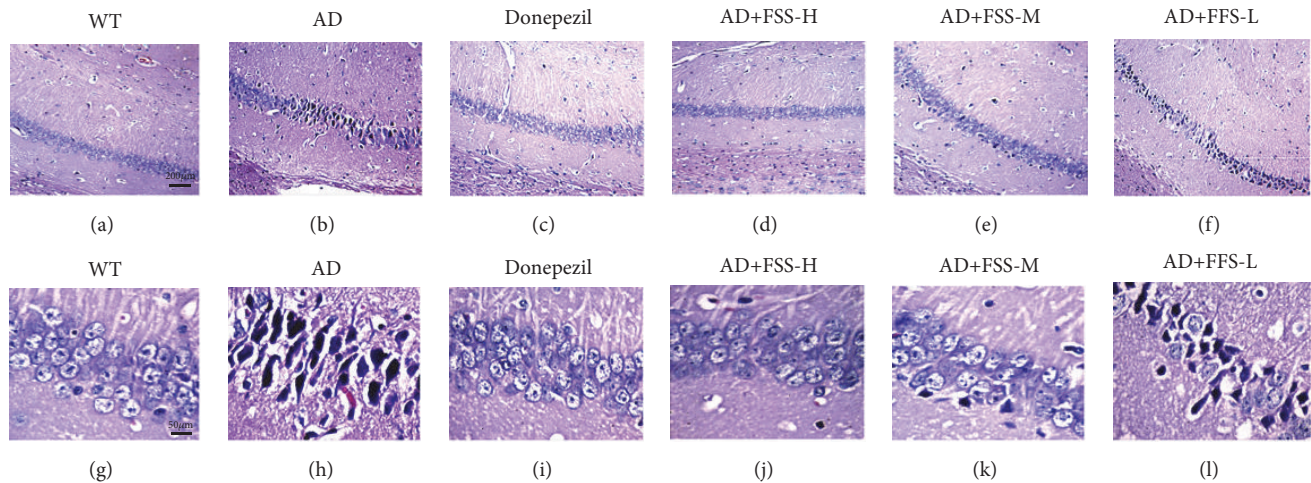 WT AD Donepezil AD+FSS-H AD+FSS-M AD+FFS-L
200μm
(a) (b) (c) (d) (e) (f)
WT AD Donepezil AD+FSS-H AD+FSS-M AD+FFS-L
50μm
(g) (h) (i) (j) (k) (l)